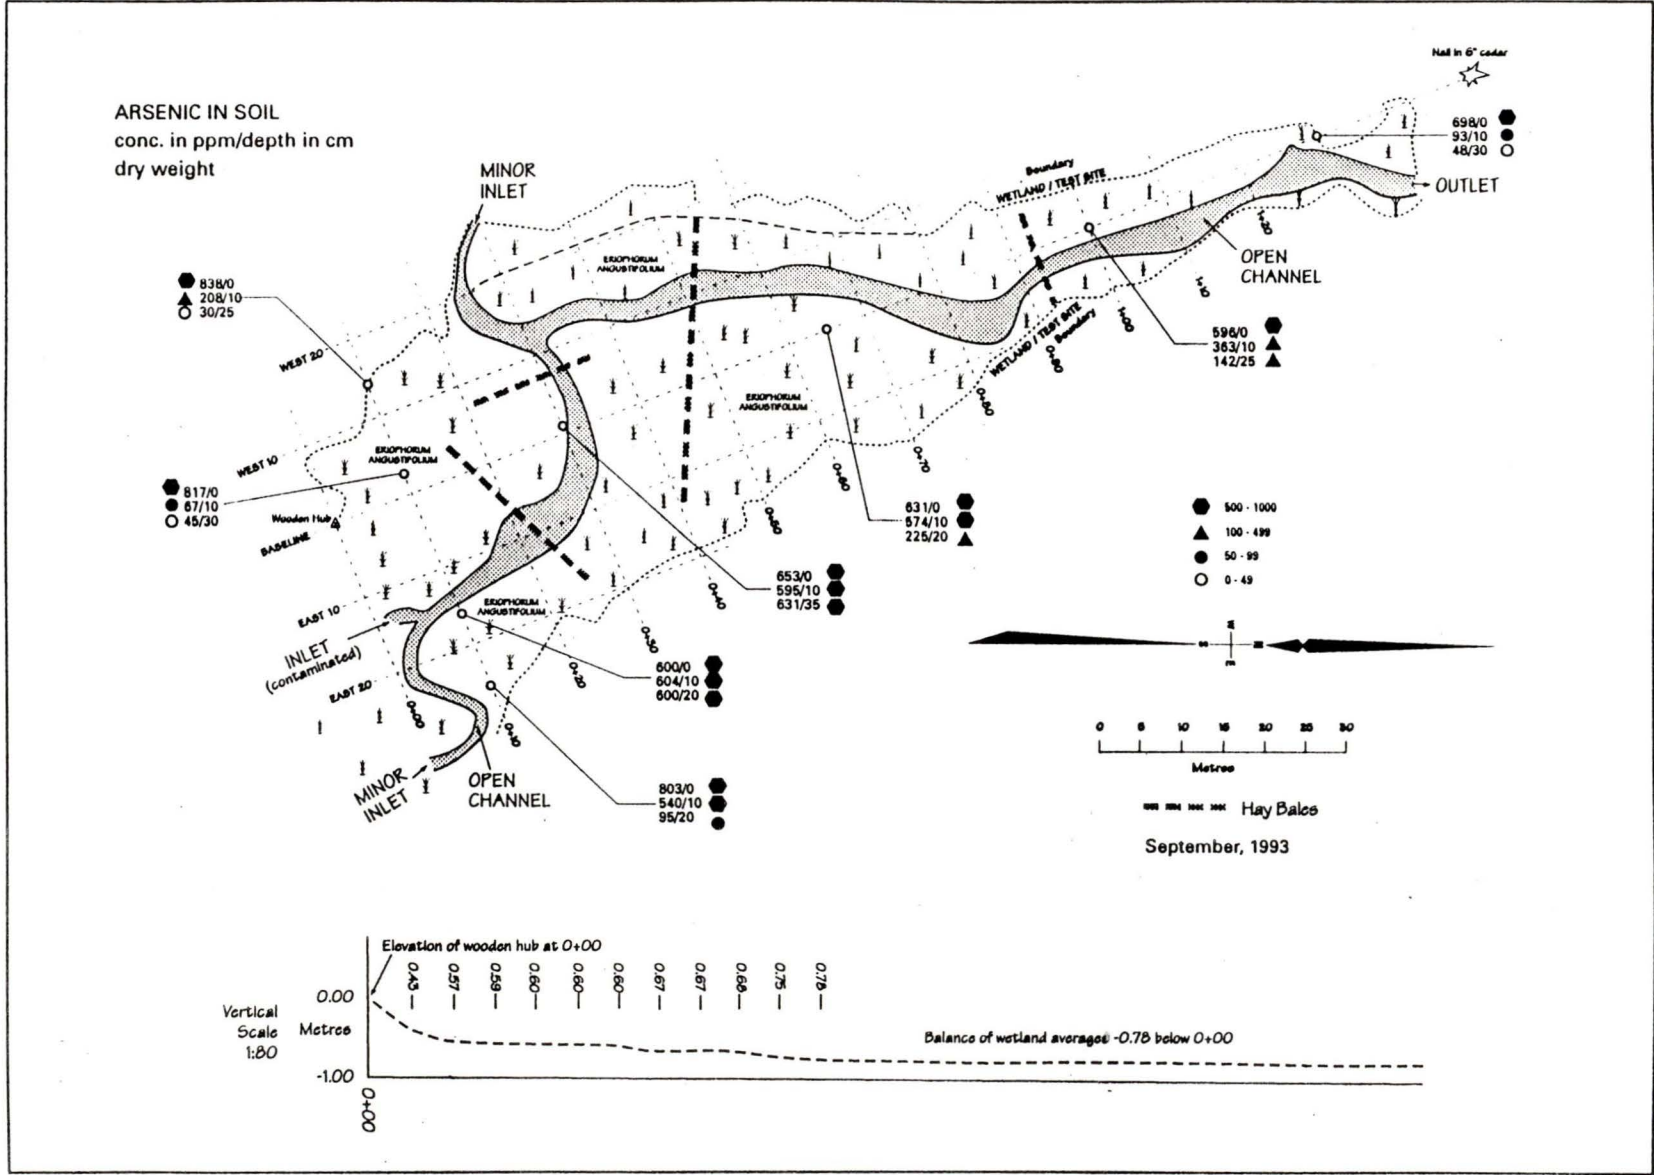 Nail in 6" cedar
ARSENIC IN SOIL
conc. in ppm/depth in cm
dry weight
698/0
93/10
48/30
MINOR
INLET
Boundary
WETLAND / TEST SITE
OUTLET
1+20
OPEN
CHANNEL
ERIOPHORUM
ANGUSTIFOLIUM
838/0
208/10
30/25
1+10
1+00
596/0
363/10
142/25
WETLAND / TEST SITE
Boundary
0+90
WEST 20
0+80
ERIOPHORUM
ANGUSTIFOLIUM
WEST 10
ERIOPHORUM
ANGUSTIFOLIUM
0+70
0+60
817/0
67/10
45/30
Wooden Hub
BASELINE
0+50
631/0
574/10
225/20
500 - 1000
100 - 499
50 - 99
0 - 49
653/0
595/10
631/35
0+40
EAST 10
ERIOPHORUM
ANGUSTIFOLIUM
INLET
(contaminated)
0+30
W
S N
E
600/0
604/10
600/20
0+20
EAST 20
0+00
0+10
0 5 10 15 20 25 30
Metres
MINOR
INLET
OPEN
CHANNEL
803/0
540/10
95/20
Hay Bales
September, 1993
Elevation of wooden hub at 0+00
0.43 0.57 0.59 0.60 0.60 0.60 0.67 0.67 0.68 0.75 0.78
0.00
Vertical
Scale
1:80
Metres
Balance of wetland averages -0.78 below 0+00
-1.00
0+00